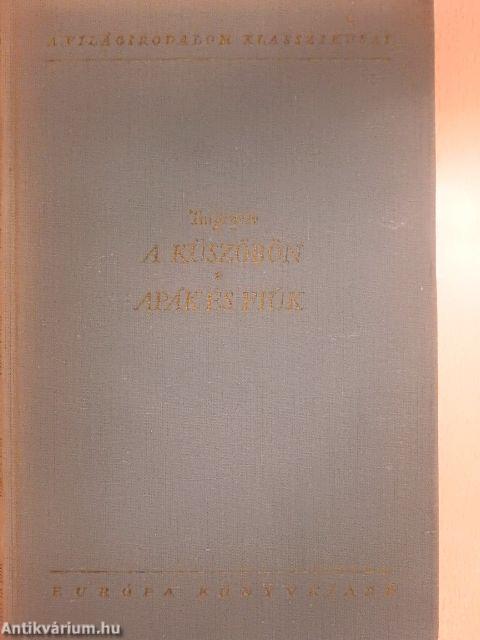 A VILÁGIRODALOM KLASSZIKUSAI
Turgenyev
A KÜSZÖBÖN
*
APÁK ÉS FIÚK
EURÓPA KÖNYVKIADÓ
Antikvárium.hu